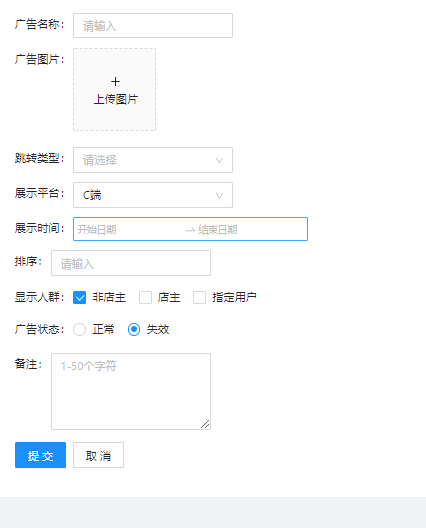 广告名称： 请输入
广告图片：
+
上传图片
跳转类型： 请选择
展示平台： C端
展示时间： 开始日期 → 结束日期
排序： 请输入
显示人群： 非店主 店主 指定用户
广告状态： 正常 失效
备注： 1-50个字符
提交 取消